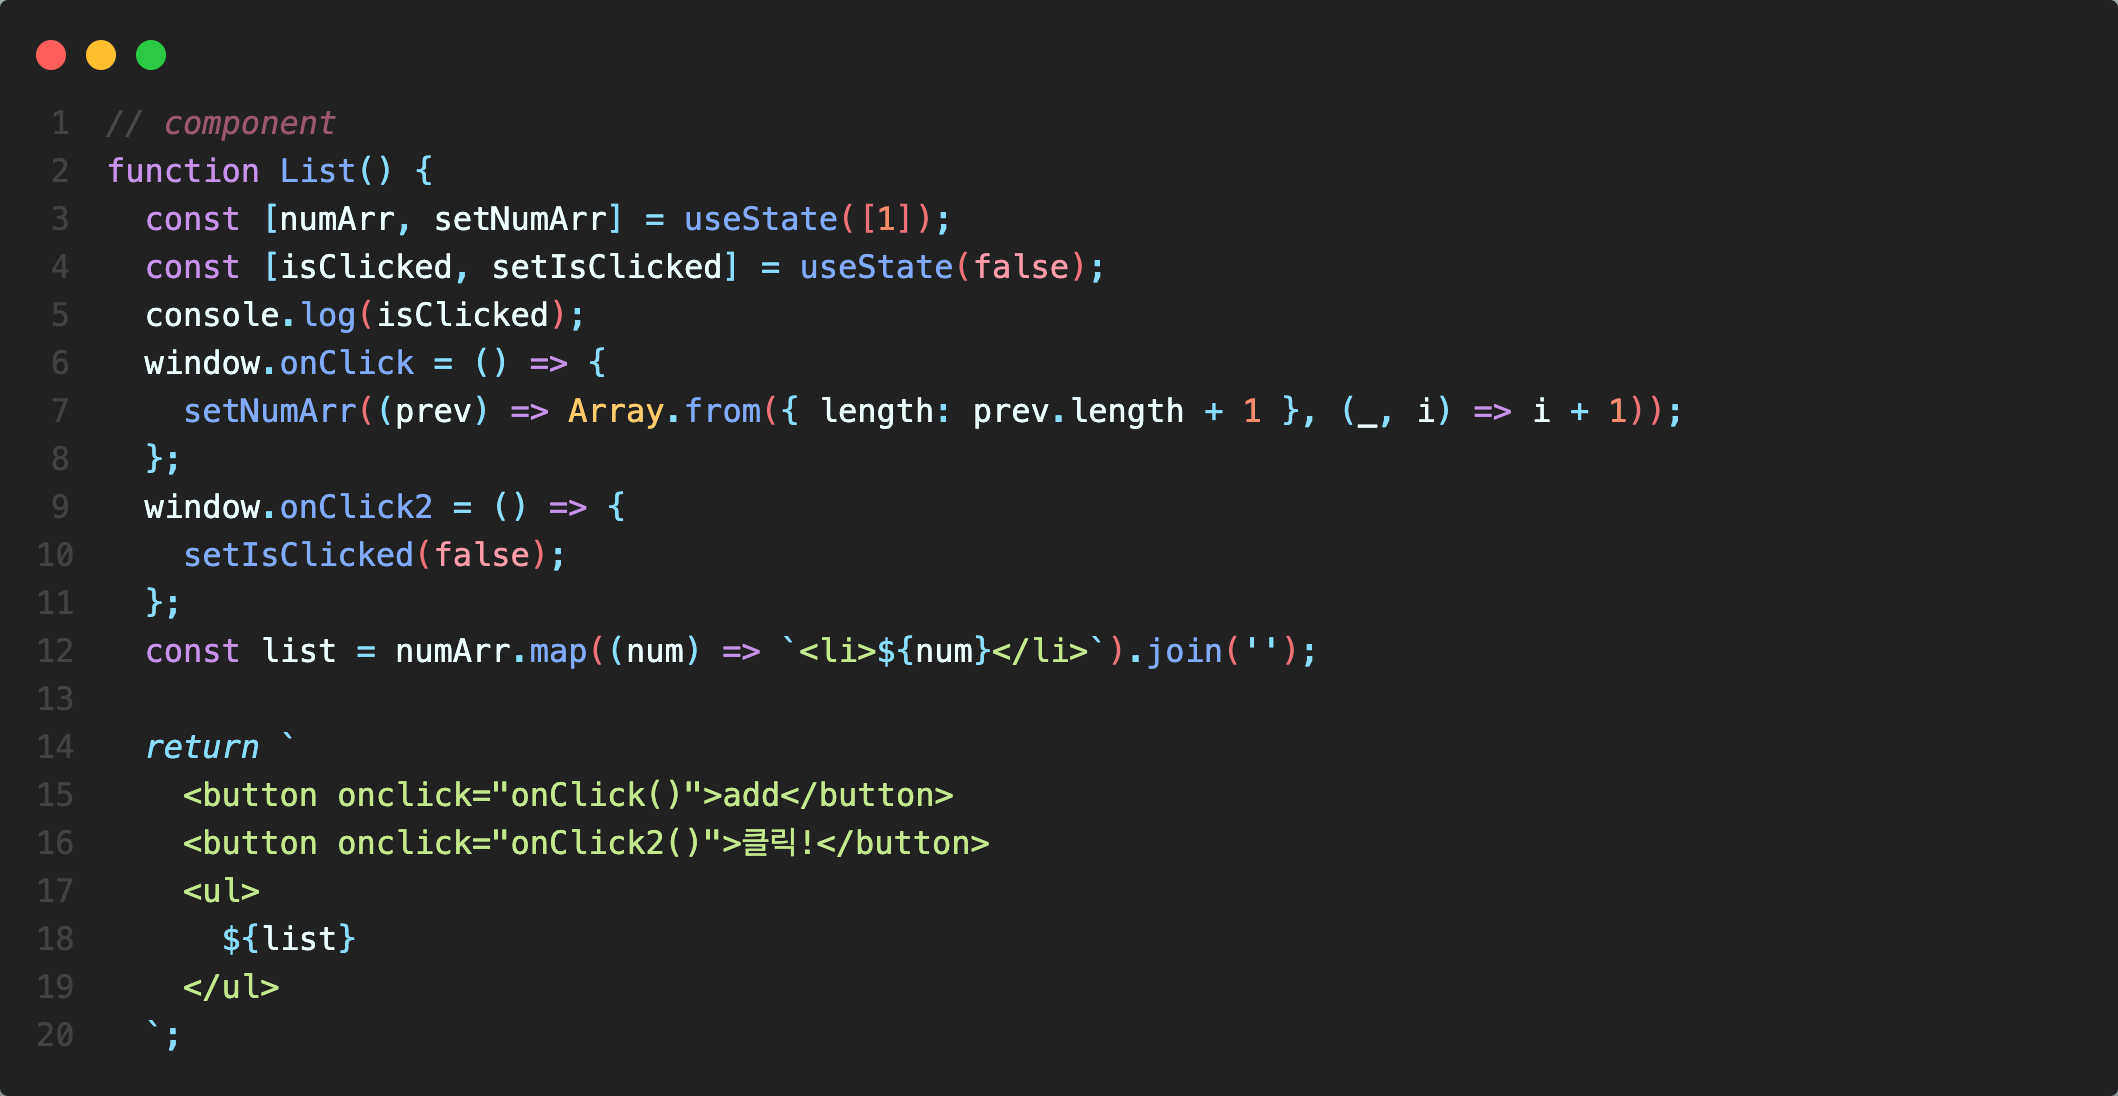 1 // component
2 function List() {
3   const [numArr, setNumArr] = useState([1]);
4   const [isClicked, setIsClicked] = useState(false);
5   console.log(isClicked);
6   window.onClick = () => {
7     setNumArr((prev) => Array.from({ length: prev.length + 1 }, (_, i) => i + 1));
8   };
9   window.onClick2 = () => {
10     setIsClicked(false);
11   };
12   const list = numArr.map((num) => `<li>${num}</li>`).join('');
13
14   return `
15     <button onclick="onClick()">add</button>
16     <button onclick="onClick2()">클릭!</button>
17     <ul>
18       ${list}
19     </ul>
20   `;